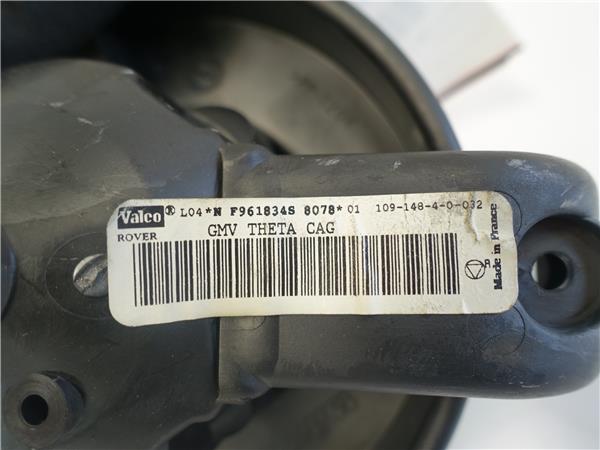 Valeo® L04*N F961834S 8078* 01 109-148-4-0-032
ROVER GMV THETA CAG
R
Made in France